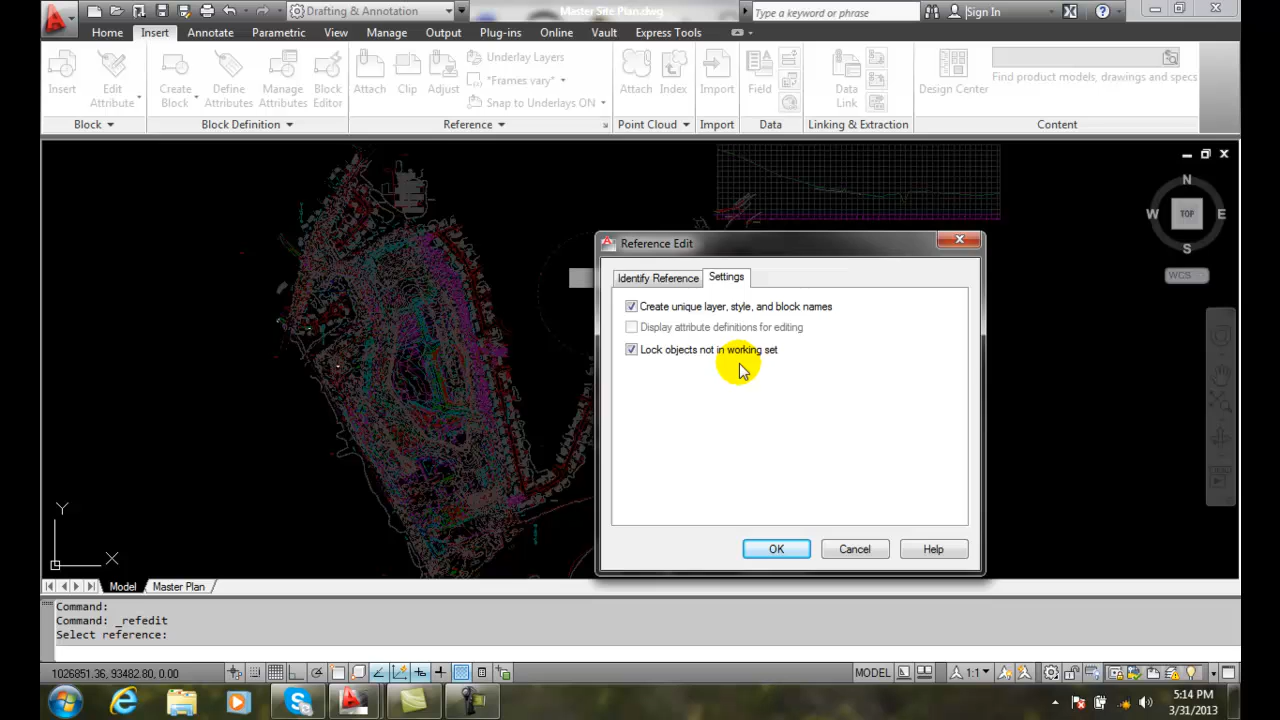 Drafting & Annotation
Master Site Plan.dwg
Type a keyword or phrase
Sign In
Home Insert Annotate Parametric View Manage Output Plug-ins Online Vault Express Tools
Insert
Edit Attribute
Create Block
Define Attributes
Manage Attributes
Block Editor
Attach
Clip
Adjust
Underlay Layers
*Frames vary*
Snap to Underlays ON
Attach
Index
Import
Field
Data Link
Design Center
Find product models, drawings and specs
Block
Block Definition
Reference
Point Cloud
Import
Data
Linking & Extraction
Content
N
W
TOP
E
S
WCS
Reference Edit
Identify Reference
Settings
Create unique layer, style, and block names
Display attribute definitions for editing
Lock objects not in working set
OK
Cancel
Help
Y
X
Model
Master Plan
Command:
Command: _refedit
Select reference:
1026851.36, 93482.80, 0.00
MODEL
1:1
5:14 PM
3/31/2013